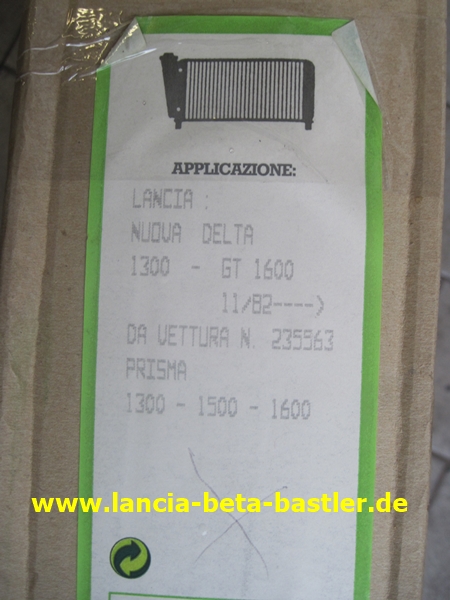 APPLICAZIONE:
LANCIA :
NUOVA DELTA
1300 - GT 1600
11/82---->
DA VETTURA N. 235563
PRISMA
1300 - 1500 - 1600
www.lancia-beta-bastler.de